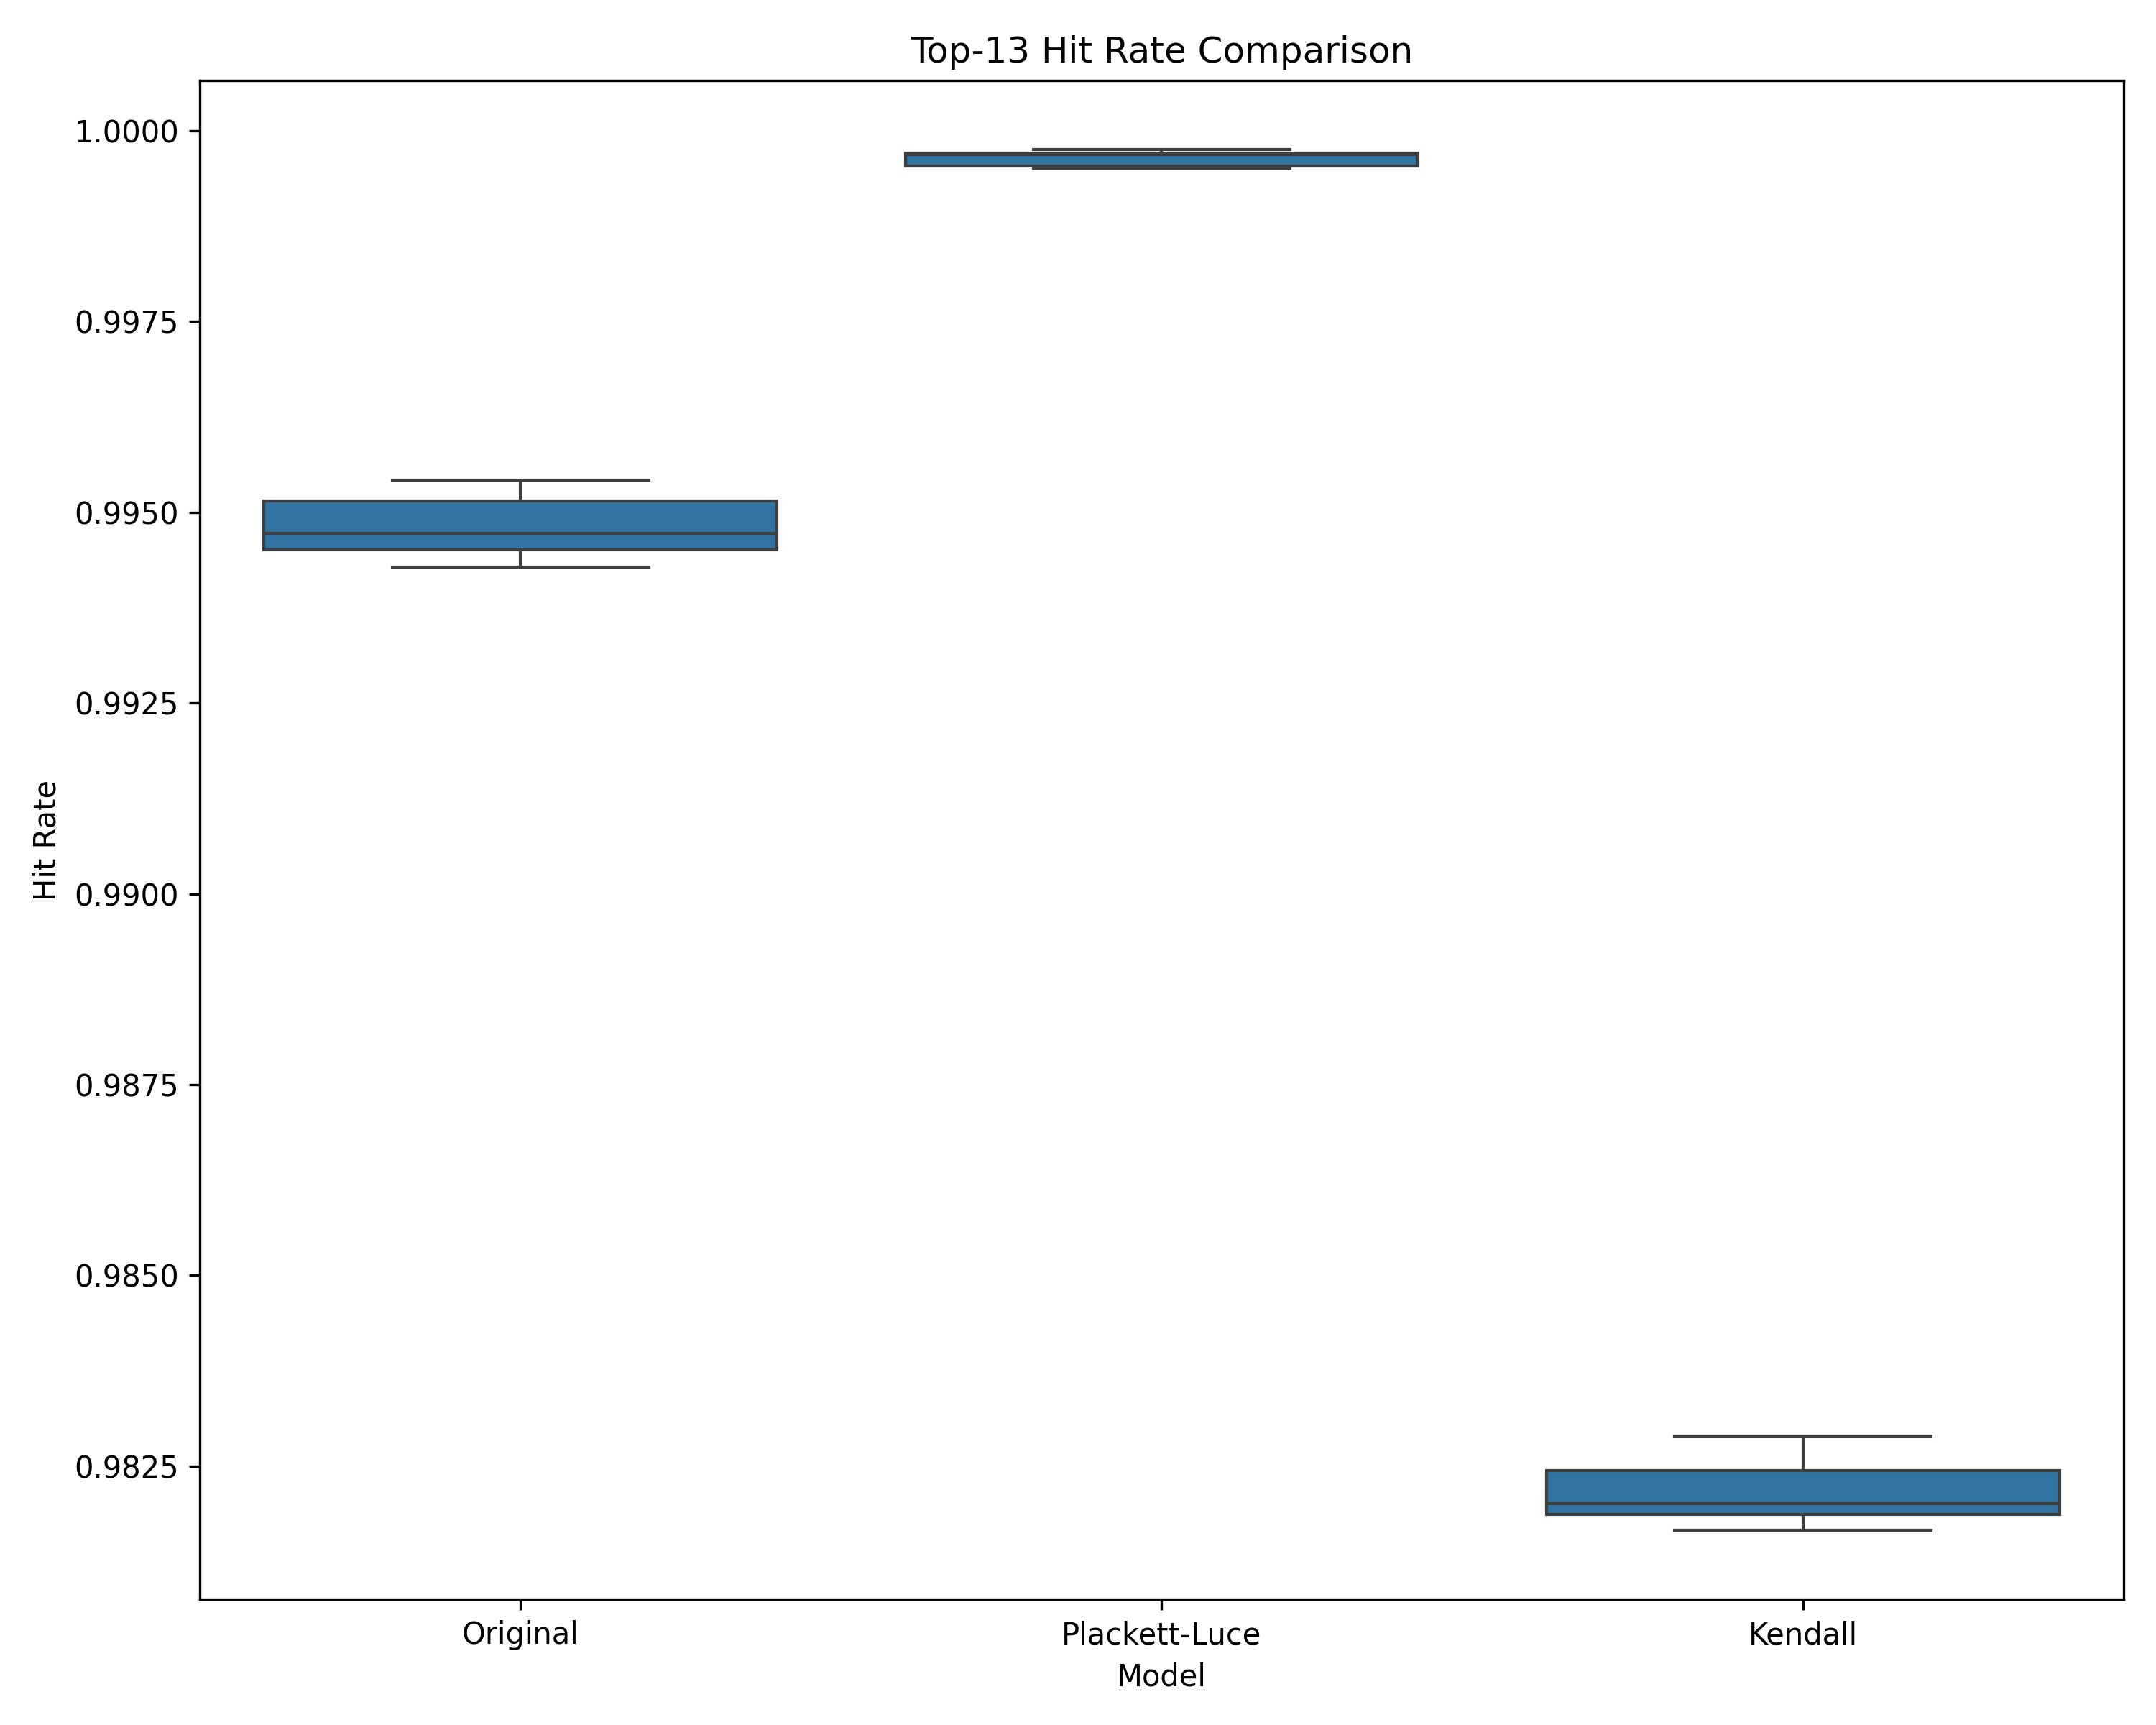 Top-13 Hit Rate Comparison
1.0000
0.9975
0.9950
0.9925
0.9900
0.9875
0.9850
0.9825
Hit Rate
Original
Plackett-Luce
Kendall
Model